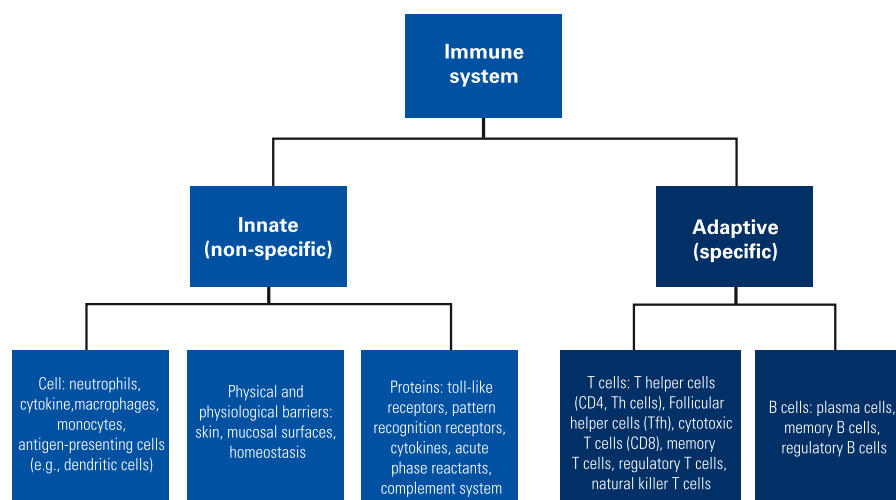 Immune
system
Innate
(non-specific)
Adaptive
(specific)
Cell: neutrophils,
cytokine,macrophages,
monocytes,
antigen-presenting cells
(e.g., dendritic cells)
Physical and
physiological barriers:
skin, mucosal surfaces,
homeostasis
Proteins: toll-like
receptors, pattern
recognition receptors,
cytokines, acute
phase reactants,
complement system
T cells: T helper cells
(CD4, Th cells), Follicular
helper cells (Tfh), cytotoxic
T cells (CD8), memory
T cells, regulatory T cells,
natural killer T cells
B cells: plasma cells,
memory B cells,
regulatory B cells